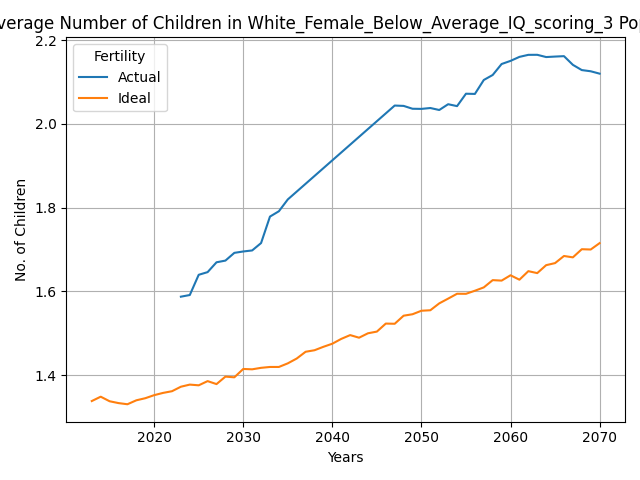 verage Number of Children in White_Female_Below_Average_IQ_scoring_3 Pop
Fertility
Actual
Ideal
2.2
2.0
1.8
1.6
1.4
No. of Children
2020 2030 2040 2050 2060 2070
Years